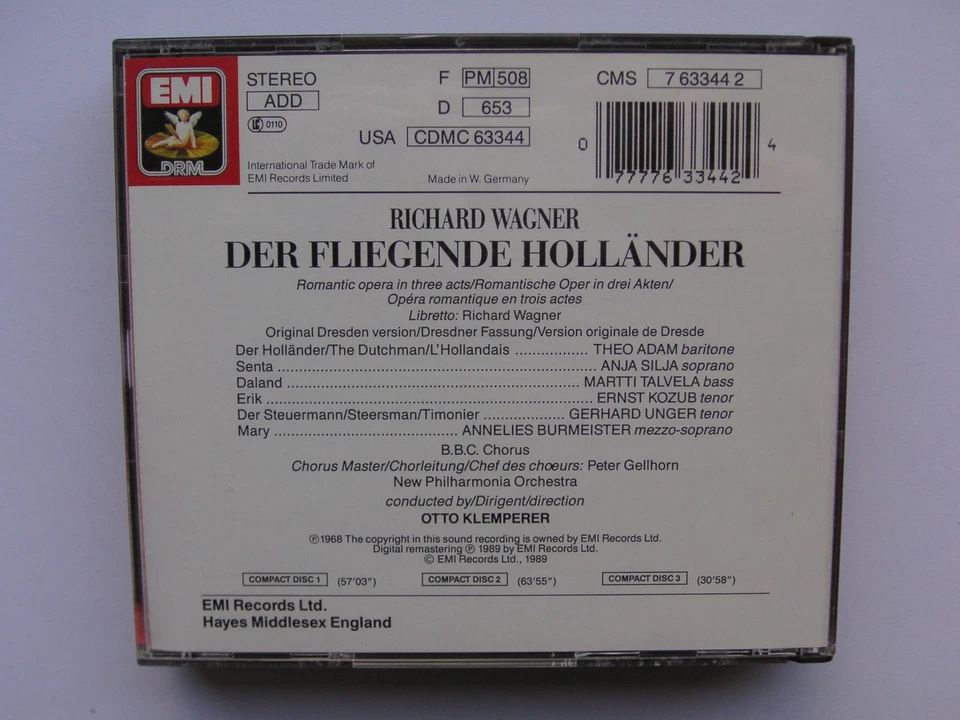 EMI
DRM
STEREO
ADD
LC 0110
F PM 508
D 653
USA CDMC 63344
CMS 7 63344 2
0 77776 33442 4
International Trade Mark of
EMI Records Limited
Made in W. Germany
RICHARD WAGNER
DER FLIEGENDE HOLLÄNDER
Romantic opera in three acts/Romantische Oper in drei Akten/
Opéra romantique en trois actes
Libretto: Richard Wagner
Original Dresden version/Dresdner Fassung/Version originale de Dresde
Der Holländer/The Dutchman/L'Hollandais ................. THEO ADAM baritone
Senta ........................................................................ ANJA SILJA soprano
Daland .................................................................. MARTTI TALVELA bass
Erik ........................................................................ ERNST KOZUB tenor
Der Steuermann/Steersman/Timonier .................. GERHARD UNGER tenor
Mary ......................................... ANNELIES BURMEISTER mezzo-soprano
B.B.C. Chorus
Chorus Master/Chorleitung/Chef des chœurs: Peter Gellhorn
New Philharmonia Orchestra
conducted by/Dirigent/direction
OTTO KLEMPERER
℗1968 The copyright in this sound recording is owned by EMI Records Ltd.
Digital remastering ℗ 1989 by EMI Records Ltd.
© EMI Records Ltd., 1989
COMPACT DISC 1 (57'03") COMPACT DISC 2 (63'55") COMPACT DISC 3 (30'58")
EMI Records Ltd.
Hayes Middlesex England